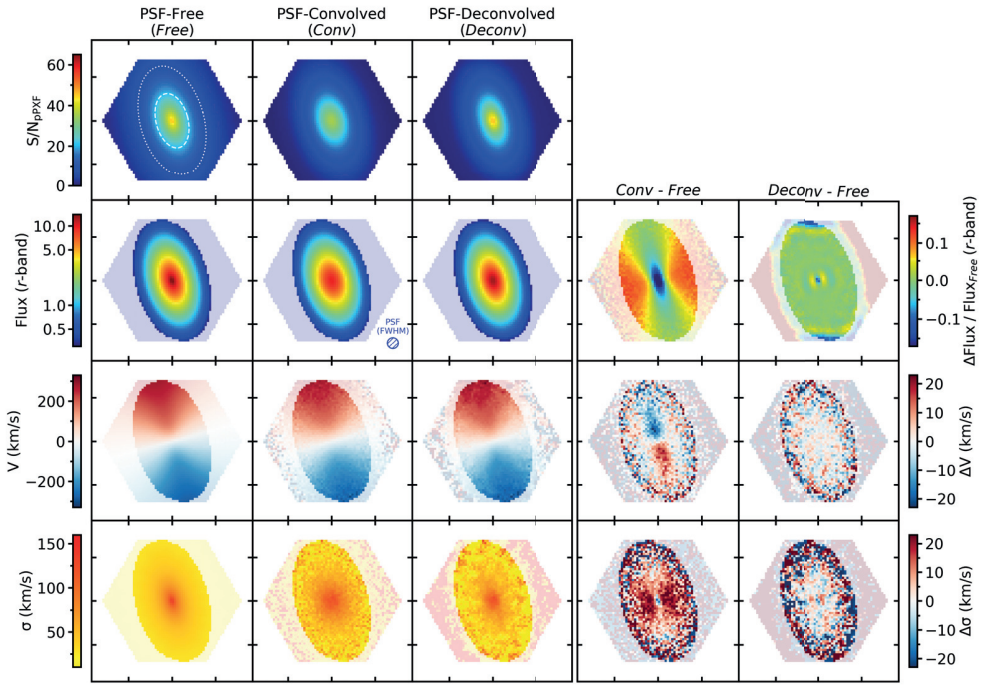 PSF-Free
(Free)
PSF-Convolved
(Conv)
PSF-Deconvolved
(Deconv)
60
40
20
0
S/N_pPXF
Conv - Free
Deconv - Free
10.0
5.0
1.0
0.5
Flux (r-band)
PSF
(FWHM)
0.1
0.0
−0.1
ΔFlux / Flux_Free (r-band)
200
0
−200
V (km/s)
20
10
0
−10
−20
ΔV (km/s)
150
100
50
σ (km/s)
20
10
0
−10
−20
Δσ (km/s)